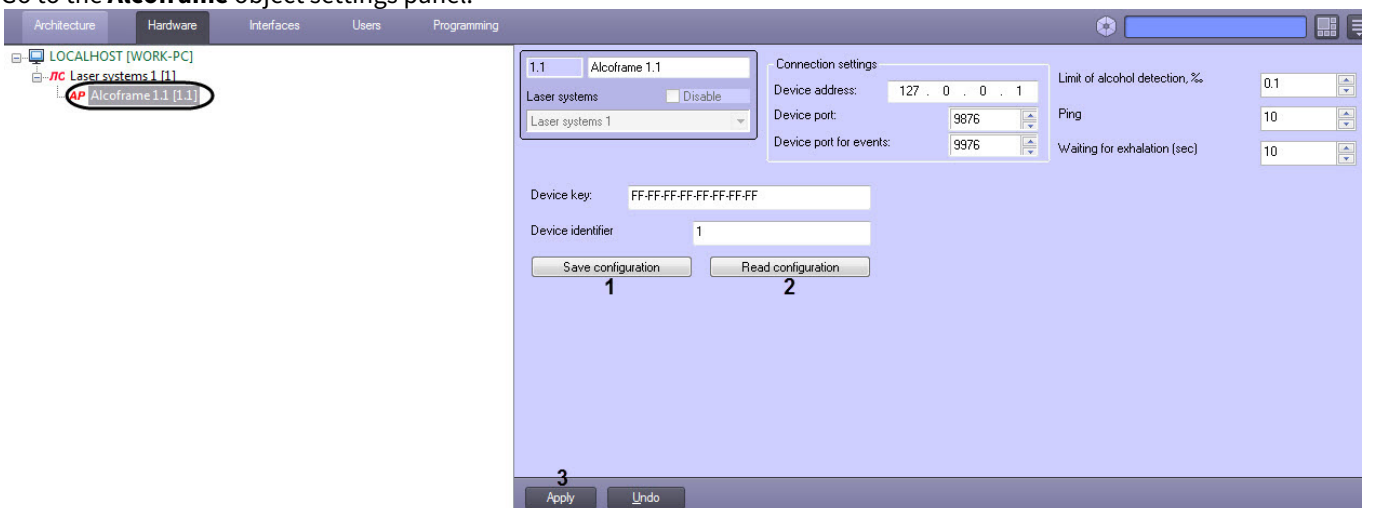 Go to the Alcoframe object settings panel.
Architecture Hardware Interfaces Users Programming
LOCALHOST [WORK-PC]
ЛС Laser systems 1 [1]
АР Alcoframe 1.1 [1.1]
1.1 Alcoframe 1.1
Laser systems Disable
Laser systems 1
Connection settings
Device address: 127 . 0 . 0 . 1
Device port: 9876
Device port for events: 9976
Limit of alcohol detection, ‰ 0.1
Ping 10
Waiting for exhalation (sec) 10
Device key: FF-FF-FF-FF-FF-FF-FF-FF
Device identifier 1
Save configuration Read configuration
1 2
3
Apply Undo